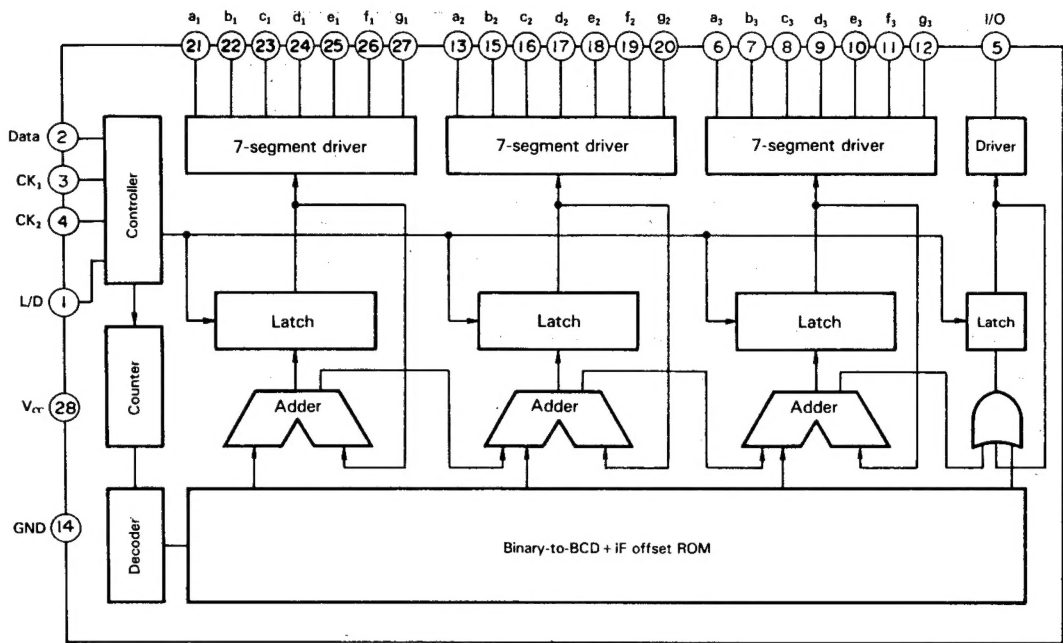 a₁ b₁ c₁ d₁ e₁ f₁ g₁ a₂ b₂ c₂ d₂ e₂ f₂ g₂ a₃ b₃ c₃ d₃ e₃ f₃ g₃ I/O
21 22 23 24 25 26 27 13 15 16 17 18 19 20 6 7 8 9 10 11 12 5
Data 2
CK₁ 3
CK₂ 4
L/D 1
Vcc 28
GND 14
Controller
Counter
Decoder
7-segment driver 7-segment driver 7-segment driver Driver
Latch Latch Latch Latch
Adder Adder Adder
Binary-to-BCD + iF offset ROM